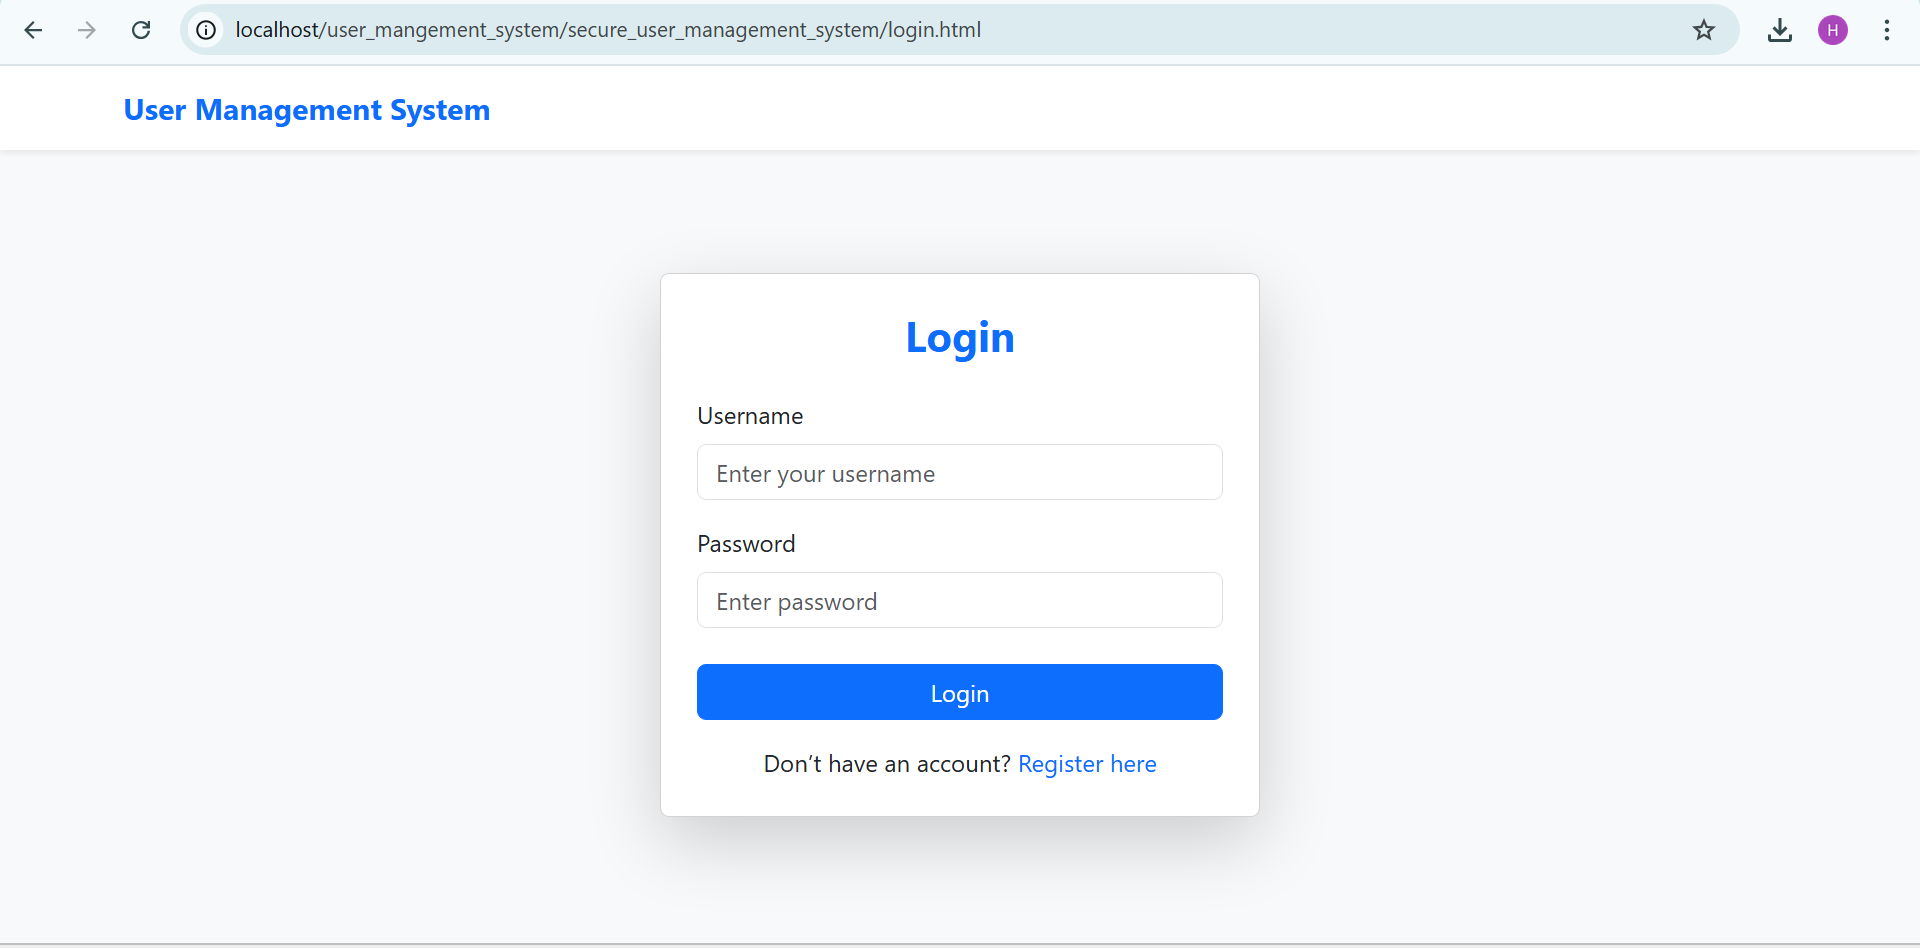 localhost/user_mangement_system/secure_user_management_system/login.html
H
User Management System
Login
Username
Enter your username
Password
Enter password
Login
Don’t have an account? Register here